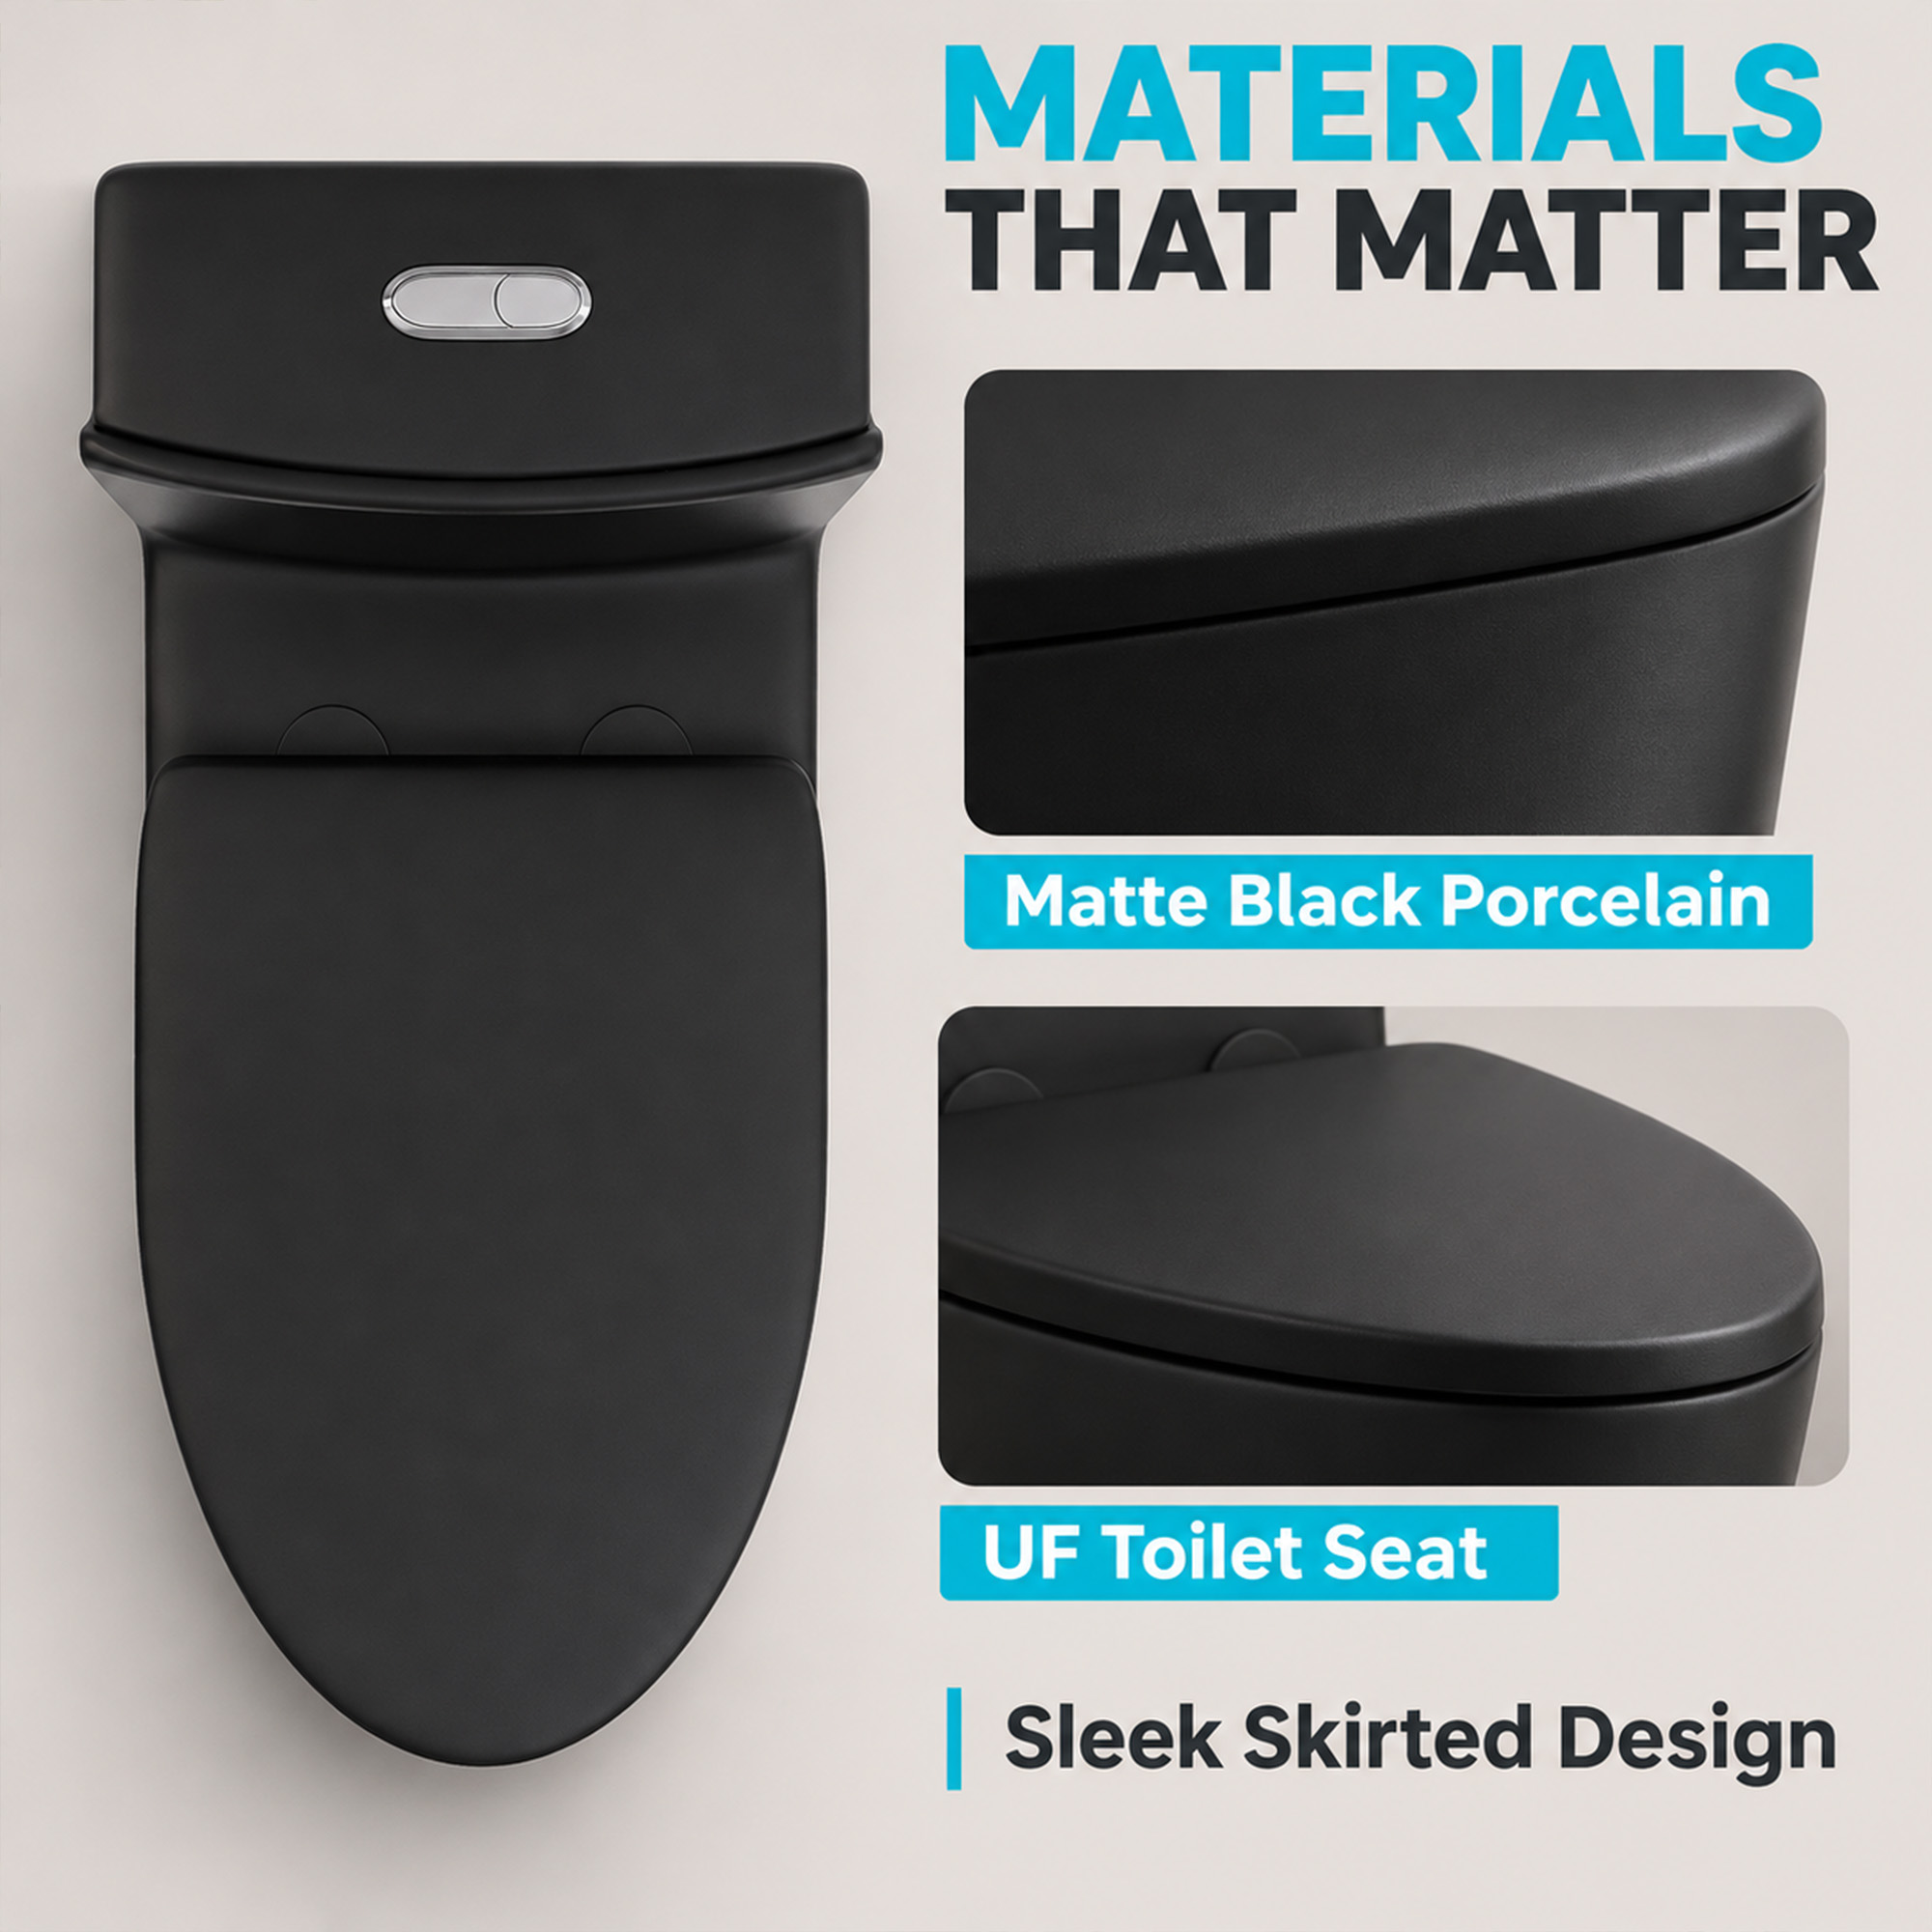 MATERIALS
THAT MATTER
Matte Black Porcelain
UF Toilet Seat
Sleek Skirted Design